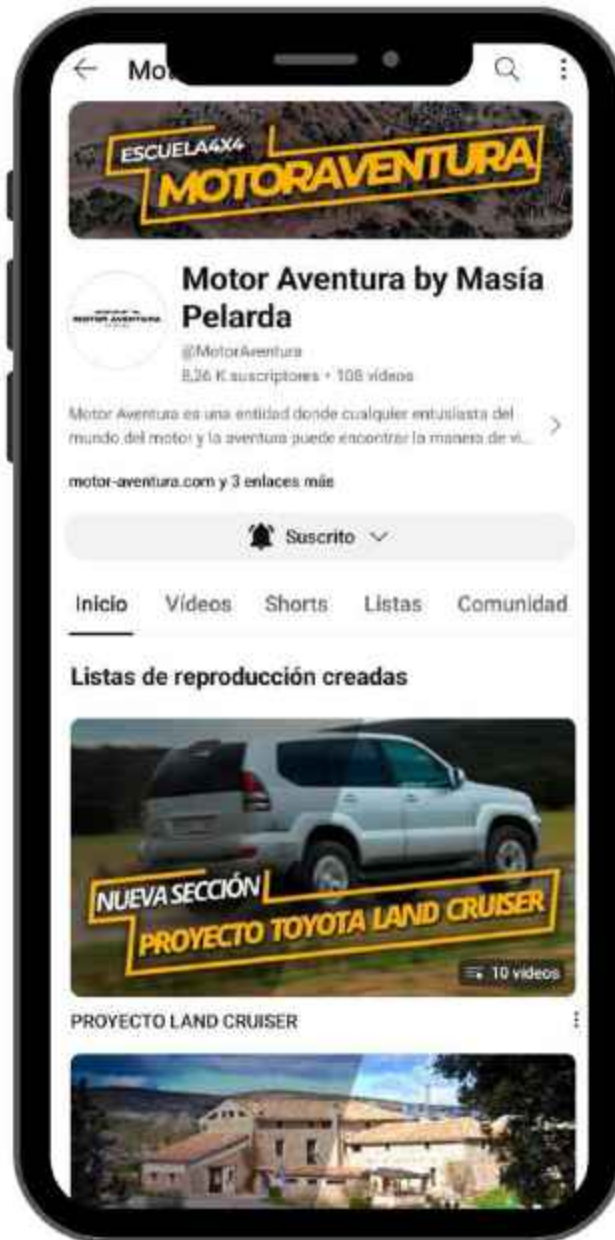 Mo
ESCUELA4X4
MOTORAVENTURA
Motor Aventura by Masía
Pelarda
MOTOR AVENTURA
@MotorAventura
8,26 K suscriptores • 108 vídeos
Motor Aventura es una entidad donde cualquier entusiasta del
mundo del motor y la aventura puede encontrar la manera de vi...
motor-aventura.com y 3 enlaces más
Suscrito
Inicio Vídeos Shorts Listas Comunidad
Listas de reproducción creadas
NUEVA SECCIÓN
PROYECTO TOYOTA LAND CRUISER
10 vídeos
PROYECTO LAND CRUISER